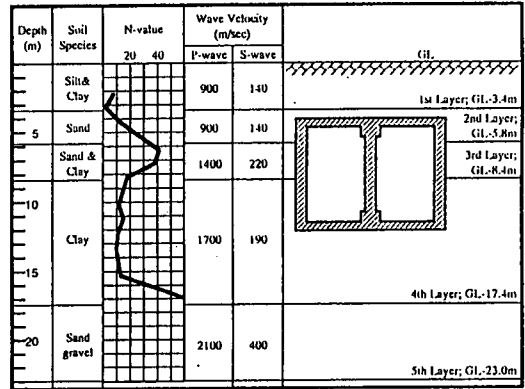 Depth (m)
Soil Species
N-value
20 40
Wave Velocity (m/sec)
P-wave S-wave
GL
Silt& Clay
900 140
1st Layer; GL-3.4m
5
Sand
900 140
2nd Layer; GL-5.8m
Sand & Clay
1400 220
3rd Layer; GL-8.4m
10
Clay
1700 190
15
4th Layer; GL-17.4m
20
Sand gravel
2100 400
5th Layer; GL-23.0m